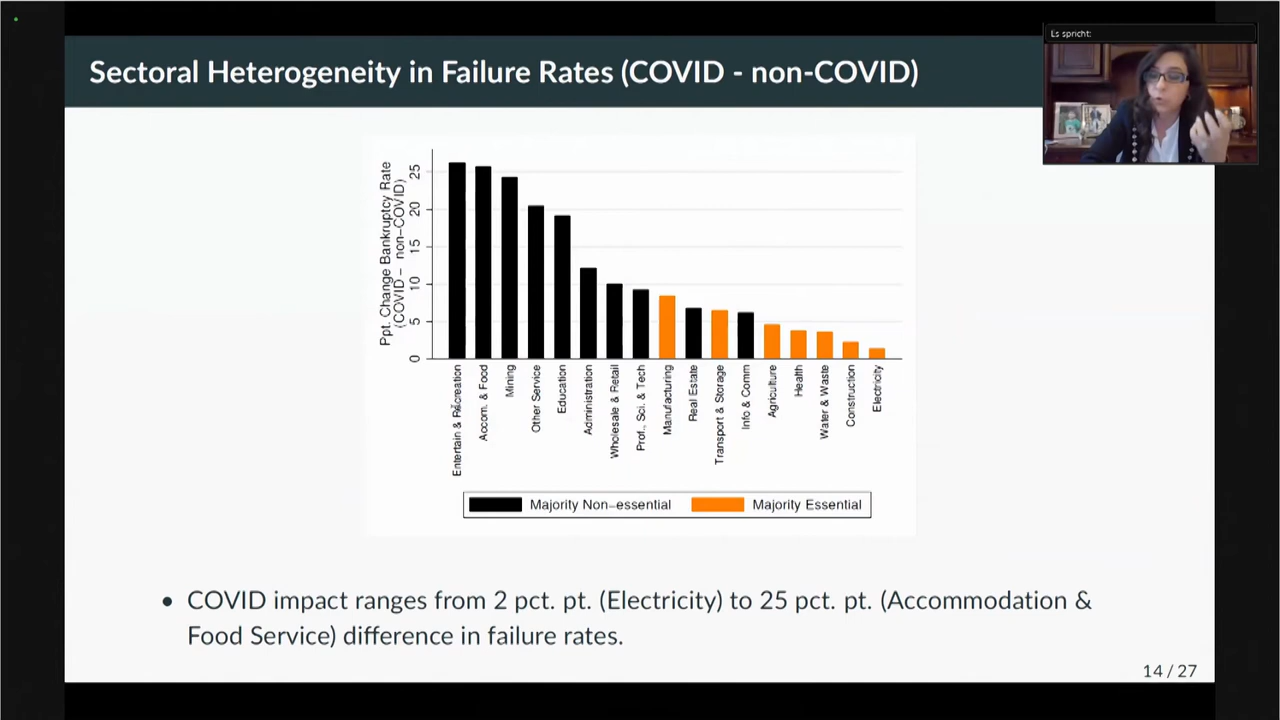 Sectoral Heterogeneity in Failure Rates (COVID - non-COVID)
Es spricht:
Ppt. Change Bankruptcy Rate
(COVID − non−COVID)
25
20
15
10
5
0
Entertain & Recreation
Accom. & Food
Mining
Other Service
Education
Administration
Wholesale & Retail
Prof., Sci. & Tech
Manufacturing
Real Estate
Transport & Storage
Info & Comm
Agriculture
Health
Water & Waste
Construction
Electricity
Majority Non−essential
Majority Essential
• COVID impact ranges from 2 pct. pt. (Electricity) to 25 pct. pt. (Accommodation &
Food Service) difference in failure rates.
14 / 27